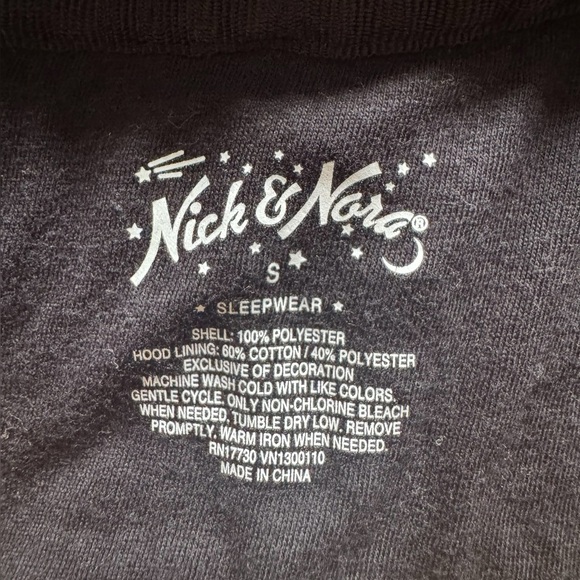 Nick & Nora®
S
SLEEPWEAR
SHELL: 100% POLYESTER
HOOD LINING: 60% COTTON / 40% POLYESTER
EXCLUSIVE OF DECORATION
MACHINE WASH COLD WITH LIKE COLORS.
GENTLE CYCLE. ONLY NON-CHLORINE BLEACH
WHEN NEEDED, TUMBLE DRY LOW. REMOVE
PROMPTLY, WARM IRON WHEN NEEDED.
RN17730 VN1300110
MADE IN CHINA